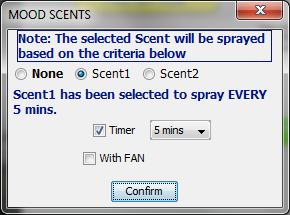 MOOD SCENTS
Note: The selected Scent will be sprayed
based on the criteria below
None Scent1 Scent2
Scent1 has been selected to spray EVERY
5 mins.
Timer 5 mins
With FAN
Confirm